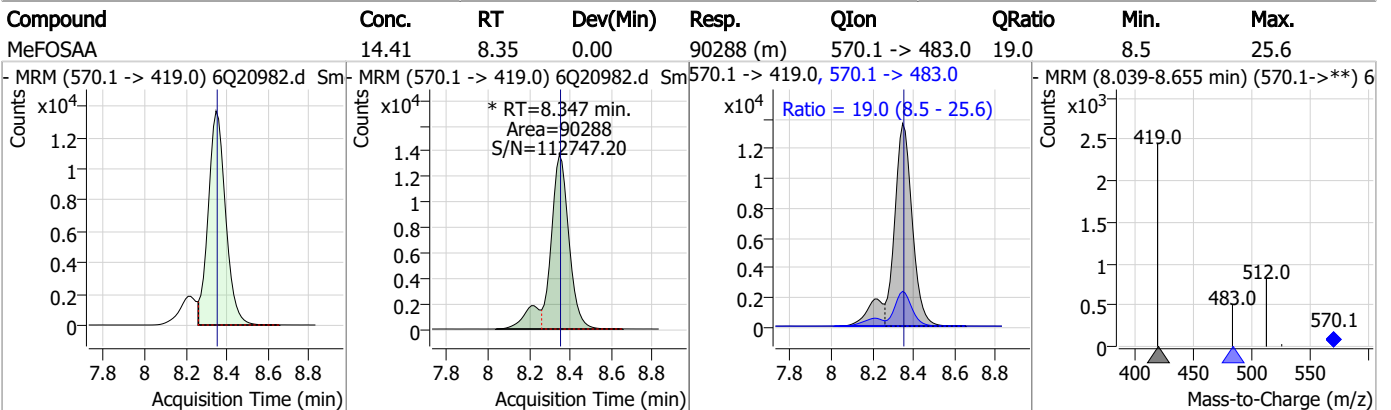 Compound Conc. RT Dev(Min) Resp. QIon QRatio Min. Max.
MeFOSAA 14.41 8.35 0.00 90288 (m) 570.1 -> 483.0 19.0 8.5 25.6
- MRM (570.1 -> 419.0) 6Q20982.d Sm
Counts
x10⁴
1.2
1
0.8
0.6
0.4
0.2
0
7.8 8 8.2 8.4 8.6 8.8
Acquisition Time (min)
- MRM (570.1 -> 419.0) 6Q20982.d Sm
Counts
x10⁴
* RT=8.347 min.
Area=90288
S/N=112747.20
1.4
1.2
1
0.8
0.6
0.4
0.2
0
7.8 8 8.2 8.4 8.6 8.8
Acquisition Time (min)
570.1 -> 419.0, 570.1 -> 483.0
Counts
x10⁴
Ratio = 19.0 (8.5 - 25.6)
1.2
1
0.8
0.6
0.4
0.2
0
7.8 8 8.2 8.4 8.6 8.8
Acquisition Time (min)
- MRM (8.039-8.655 min) (570.1->**) 6
Counts
x10³
2.5
2
1.5
1
0.5
0
419.0
512.0
483.0
570.1
400 450 500 550
Mass-to-Charge (m/z)